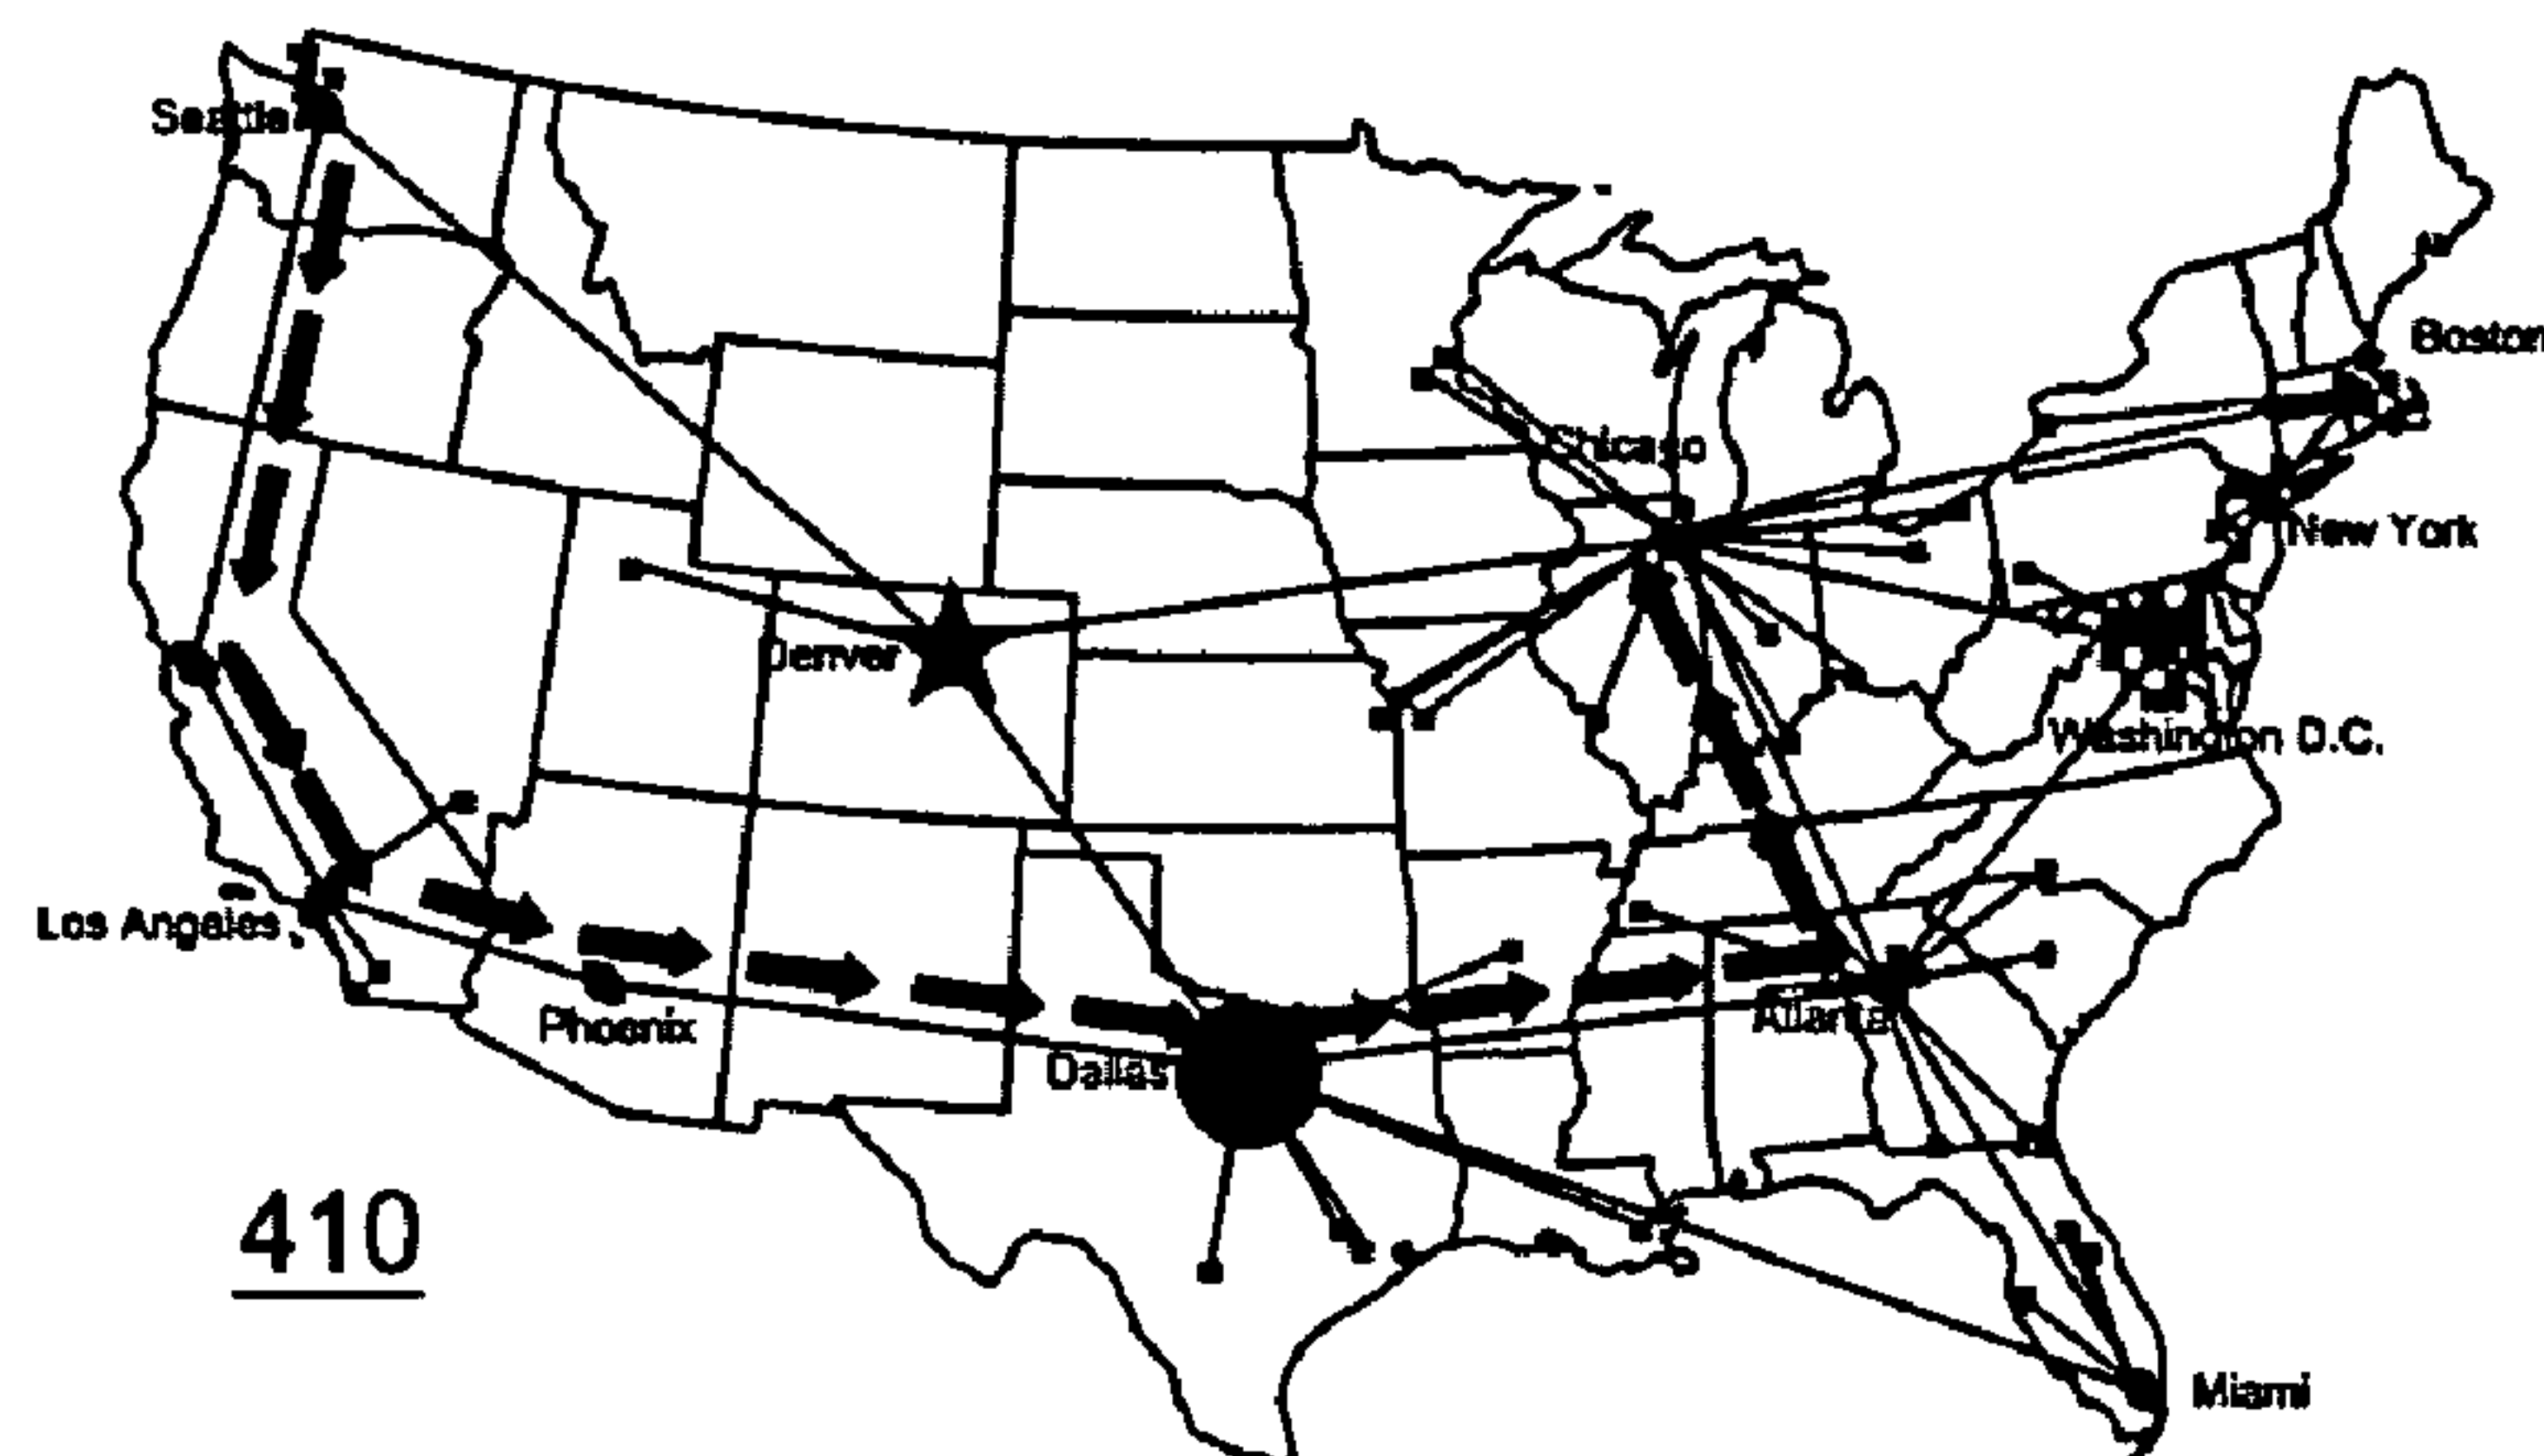 Seattle
Boston
Chicago
New York
Denver
Washington D.C.
Los Angeles
Phoenix
Dallas
Atlanta
410
Miami